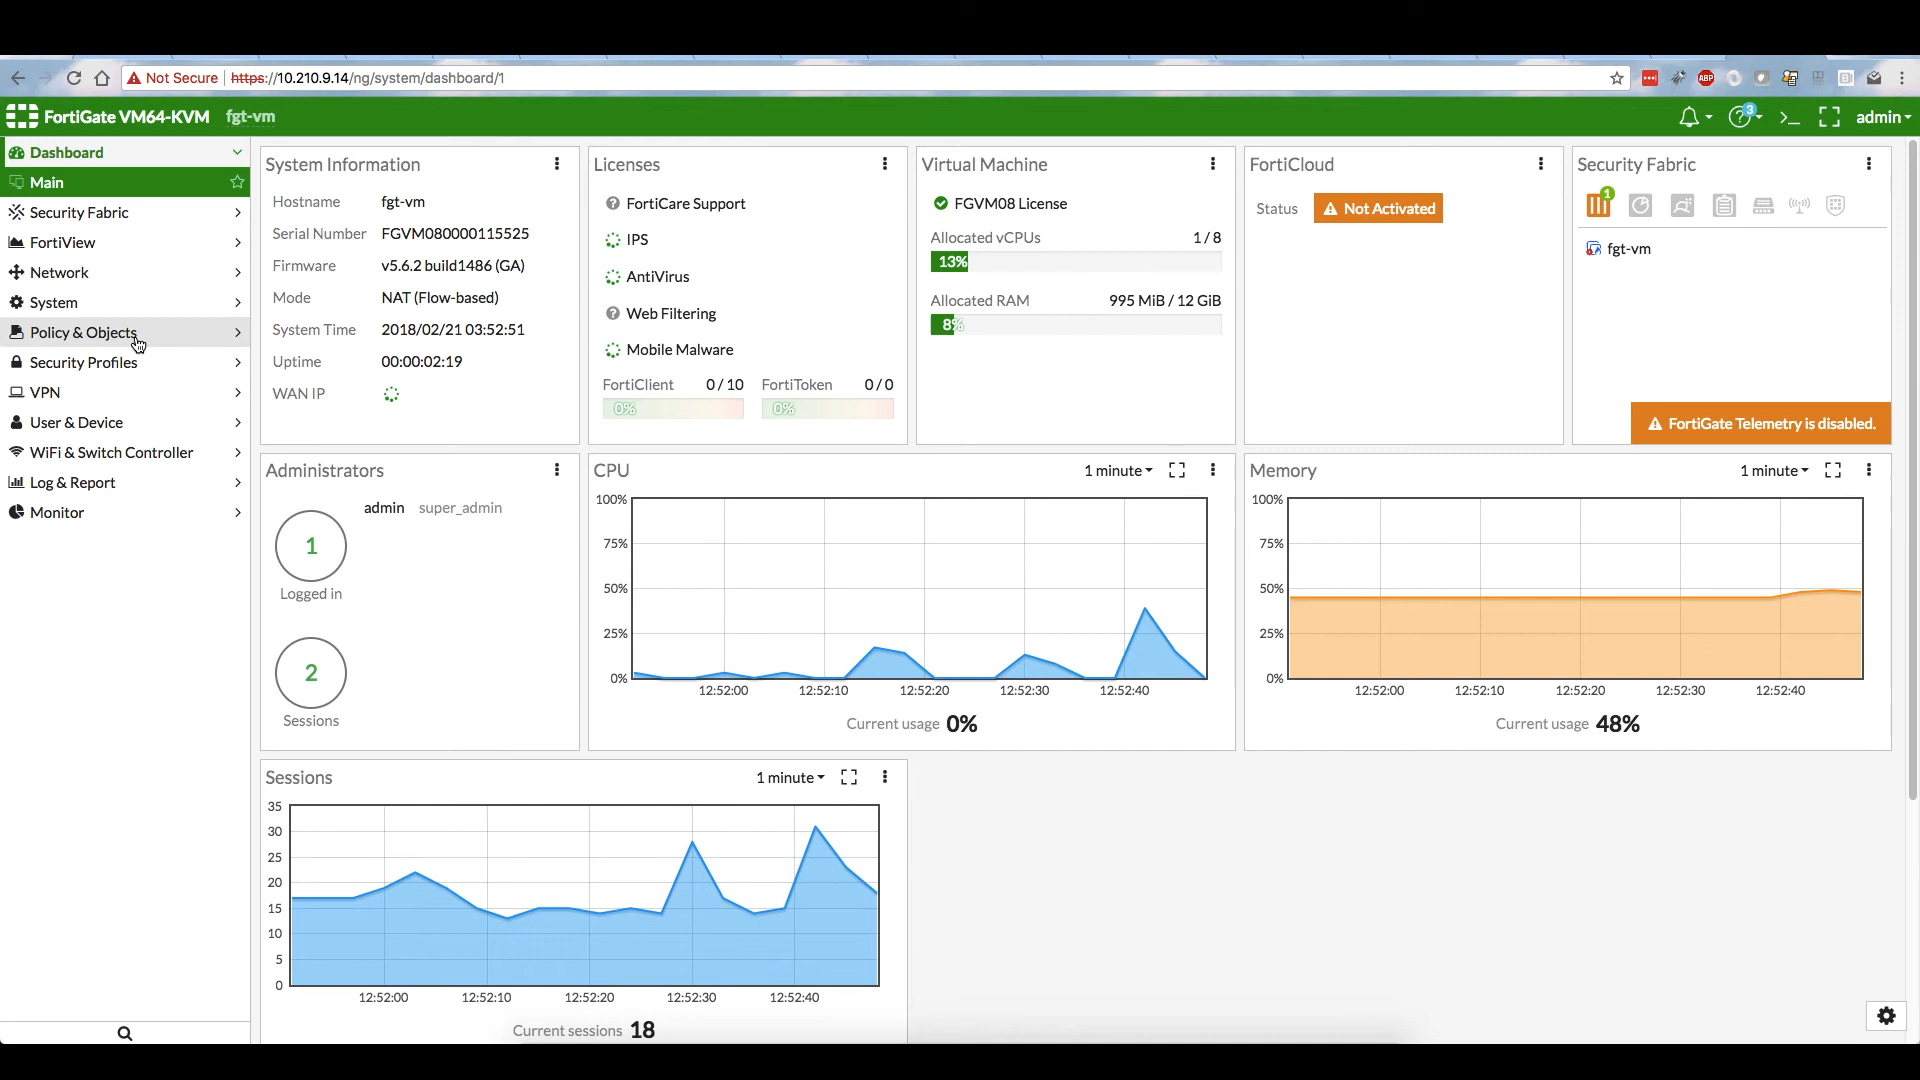 Not Secure | https://10.210.9.14/ng/system/dashboard/1
ABP
FortiGate VM64-KVM fgt-vm
3
admin
Dashboard
Main
Security Fabric
FortiView
Network
System
Policy & Objects
Security Profiles
VPN
User & Device
WiFi & Switch Controller
Log & Report
Monitor
System Information
Hostname fgt-vm
Serial Number FGVM080000115525
Firmware v5.6.2 build1486 (GA)
Mode NAT (Flow-based)
System Time 2018/02/21 03:52:51
Uptime 00:00:02:19
WAN IP
Licenses
FortiCare Support
IPS
AntiVirus
Web Filtering
Mobile Malware
FortiClient 0/10 FortiToken 0/0
0% 0%
Virtual Machine
FGVM08 License
Allocated vCPUs 1/8
13%
Allocated RAM 995 MiB / 12 GiB
8%
FortiCloud
Status Not Activated
Security Fabric
1
fgt-vm
FortiGate Telemetry is disabled.
Administrators
admin super_admin
1
Logged in
2
Sessions
CPU 1 minute
100%
75%
50%
25%
0%
12:52:00 12:52:10 12:52:20 12:52:30 12:52:40
Current usage 0%
Memory 1 minute
100%
75%
50%
25%
0%
12:52:00 12:52:10 12:52:20 12:52:30 12:52:40
Current usage 48%
Sessions 1 minute
35
30
25
20
15
10
5
0
12:52:00 12:52:10 12:52:20 12:52:30 12:52:40
Current sessions 18